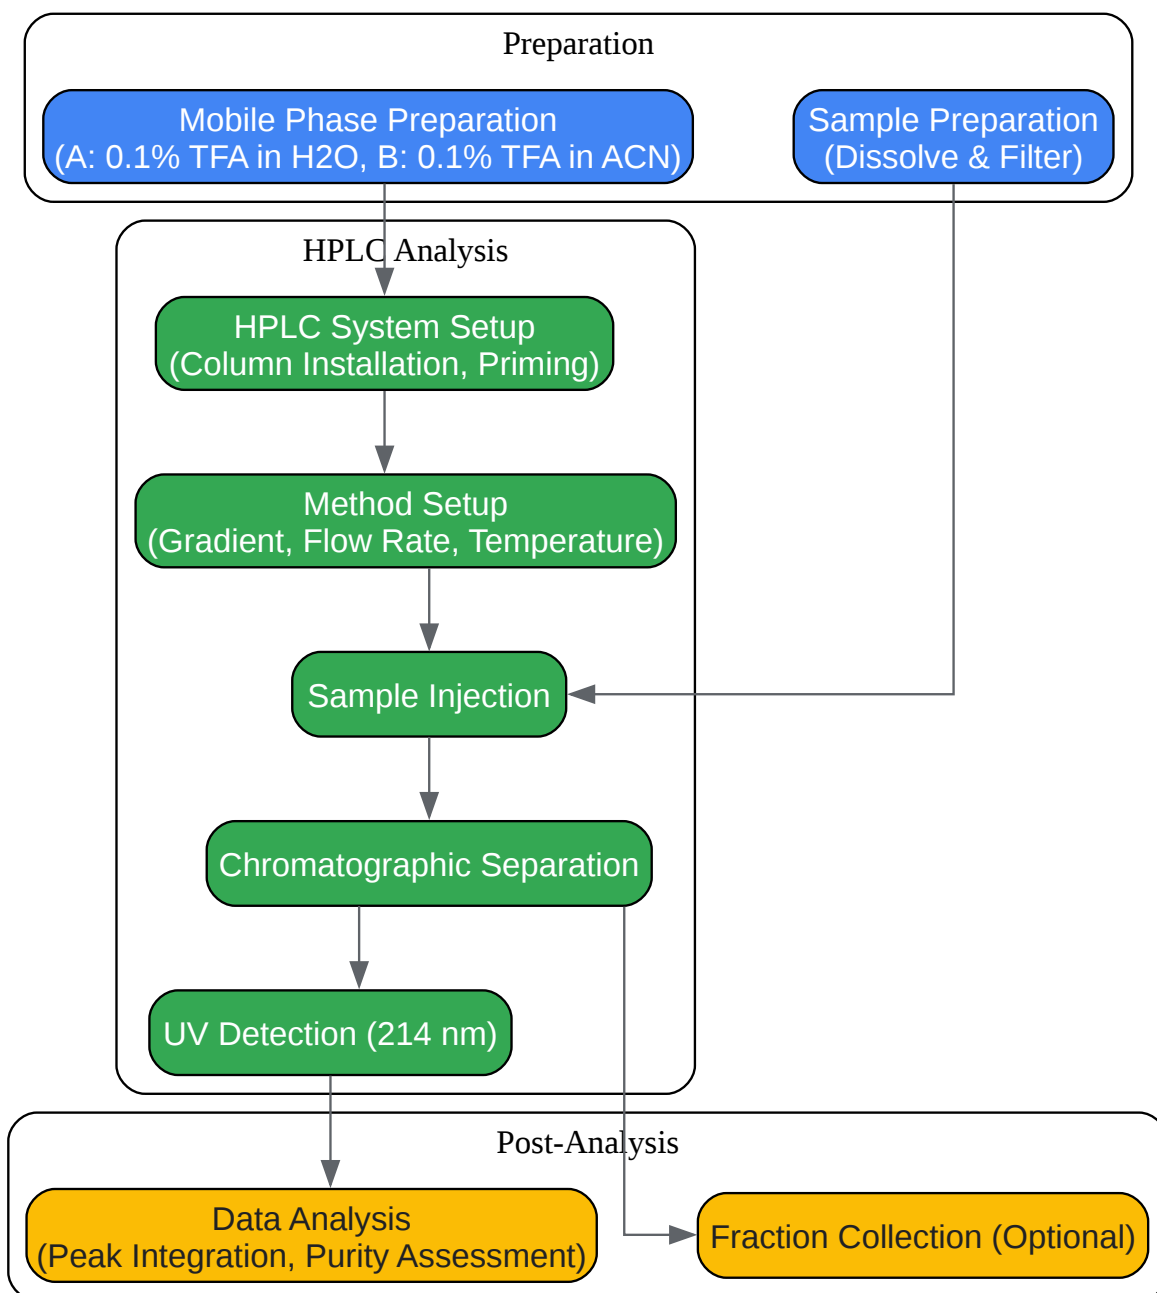 Preparation
Mobile Phase Preparation
(A: 0.1% TFA in H2O, B: 0.1% TFA in ACN)
Sample Preparation
(Dissolve & Filter)
HPLC Analysis
HPLC System Setup
(Column Installation, Priming)
Method Setup
(Gradient, Flow Rate, Temperature)
Sample Injection
Chromatographic Separation
UV Detection (214 nm)
Post-Analysis
Data Analysis
(Peak Integration, Purity Assessment)
Fraction Collection (Optional)